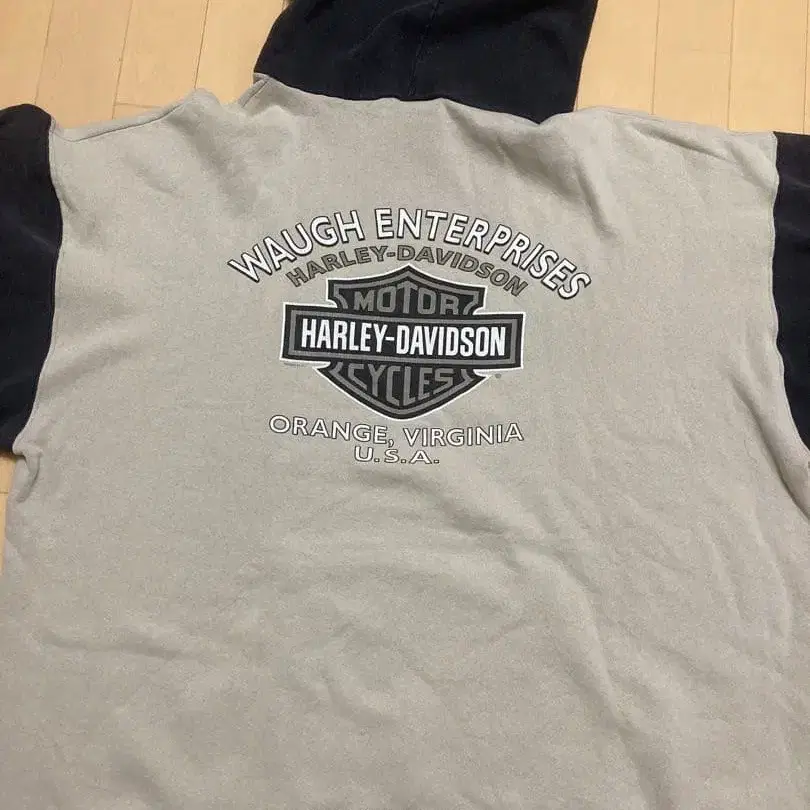 WAUGH ENTERPRISES
HARLEY-DAVIDSON
MOTOR
HARLEY-DAVIDSON
CYCLES
®
ORANGE, VIRGINIA
U.S.A.